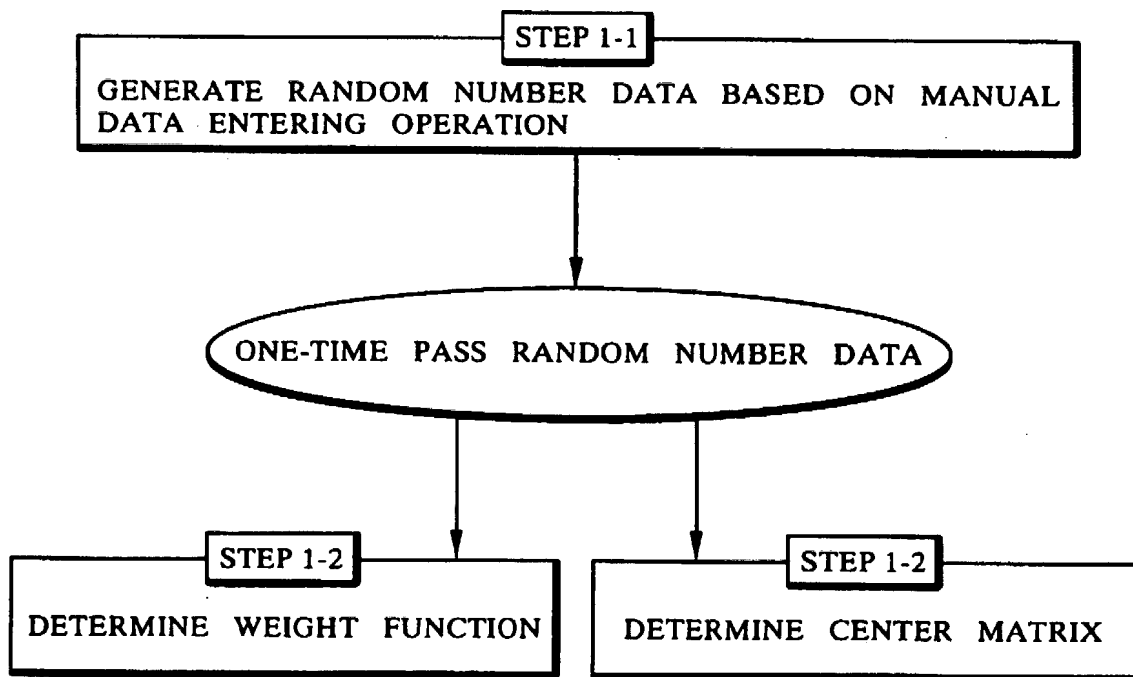 STEP 1-1
GENERATE RANDOM NUMBER DATA BASED ON MANUAL
DATA ENTERING OPERATION
ONE-TIME PASS RANDOM NUMBER DATA
STEP 1-2
DETERMINE WEIGHT FUNCTION
STEP 1-2
DETERMINE CENTER MATRIX